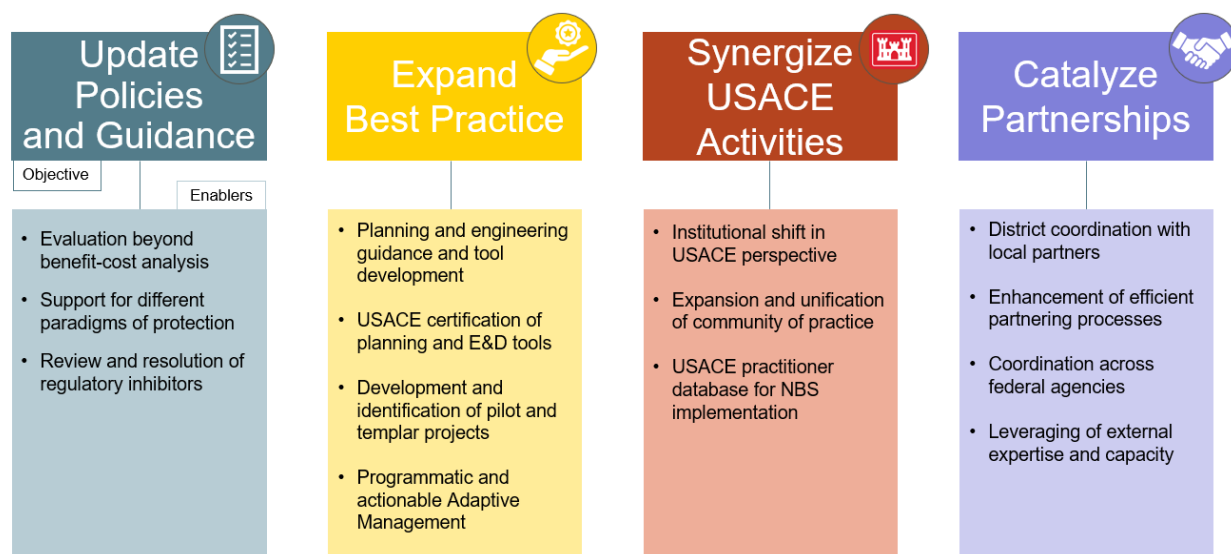 Update
Policies
and Guidance
Objective
Enablers
• Evaluation beyond
benefit-cost analysis
• Support for different
paradigms of protection
• Review and resolution of
regulatory inhibitors
Expand
Best Practice
• Planning and engineering
guidance and tool
development
• USACE certification of
planning and E&D tools
• Development and
identification of pilot and
templar projects
• Programmatic and
actionable Adaptive
Management
Synergize
USACE
Activities
• Institutional shift in
USACE perspective
• Expansion and unification
of community of practice
• USACE practitioner
database for NBS
implementation
Catalyze
Partnerships
• District coordination with
local partners
• Enhancement of efficient
partnering processes
• Coordination across
federal agencies
• Leveraging of external
expertise and capacity